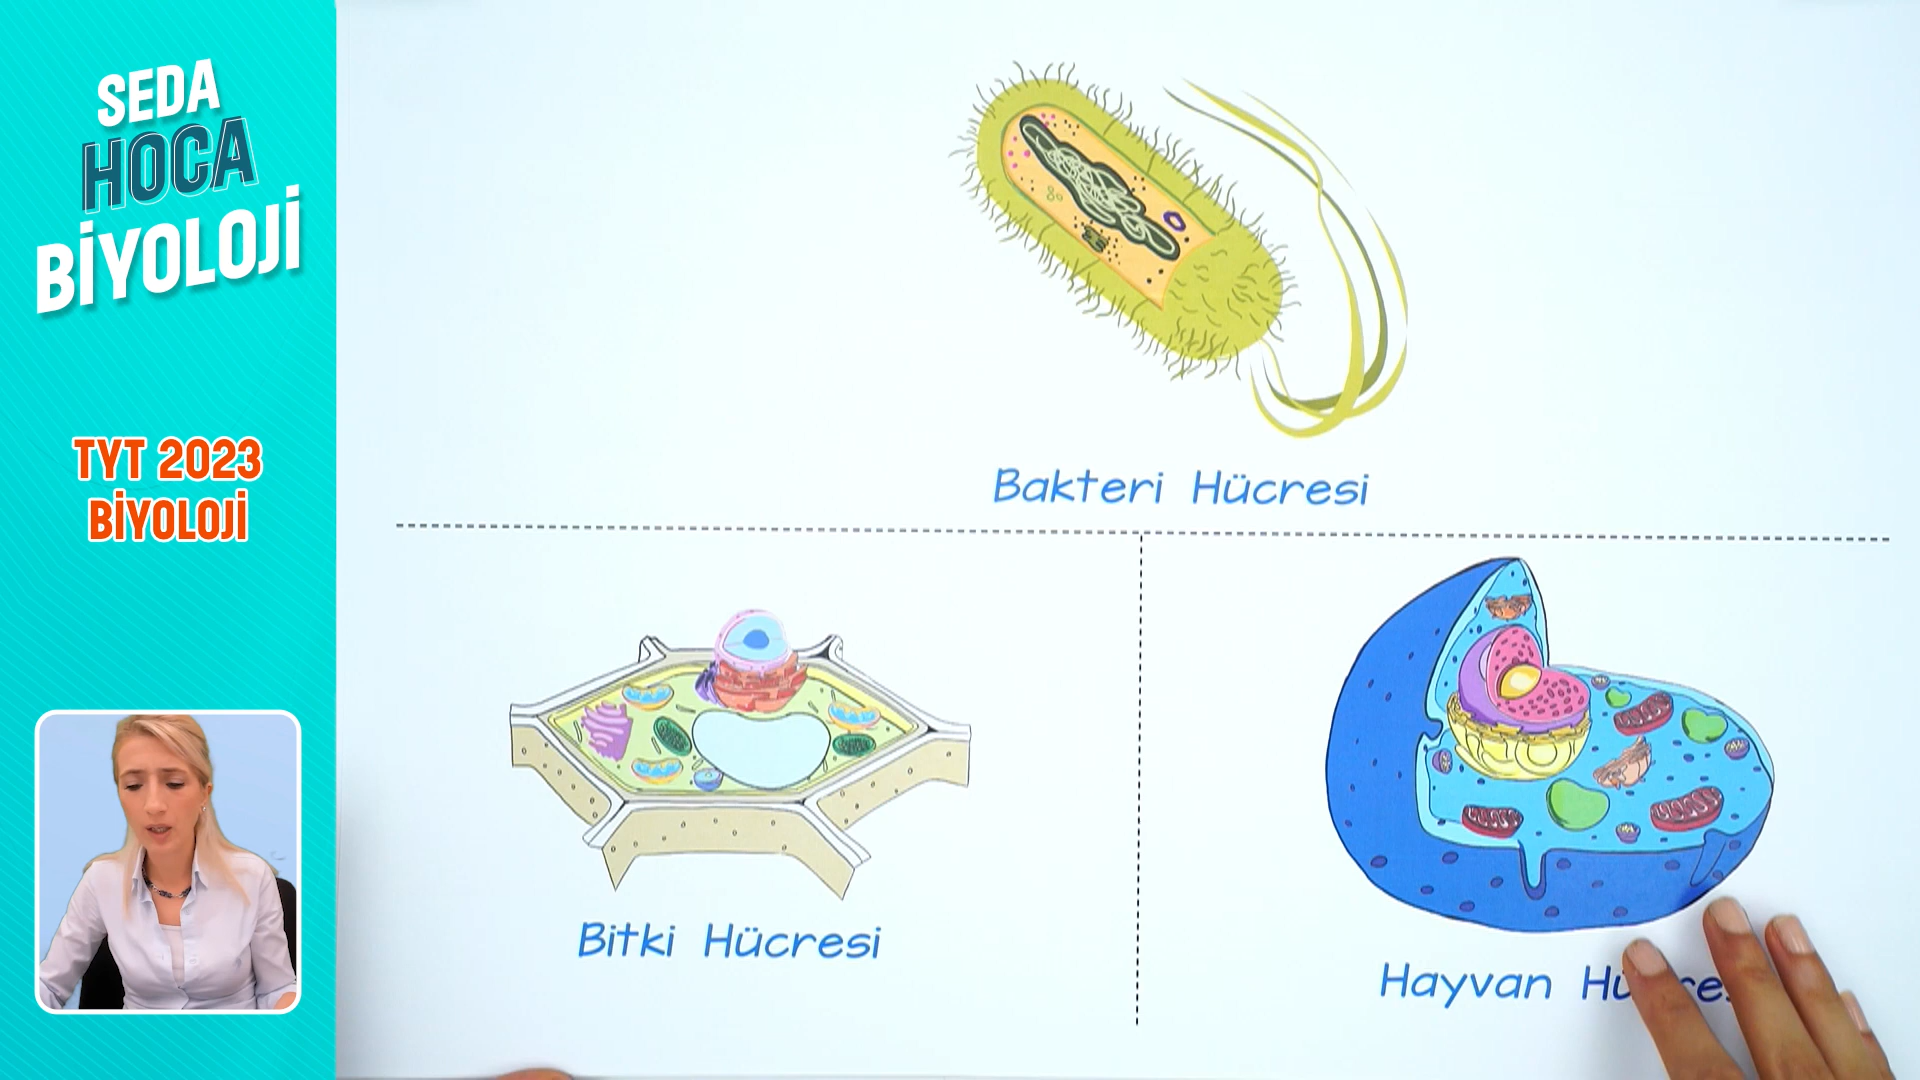 SEDA
HOCA
BİYOLOJİ
TYT 2023
BİYOLOJİ
Bakteri Hücresi
Bitki Hücresi
Hayvan